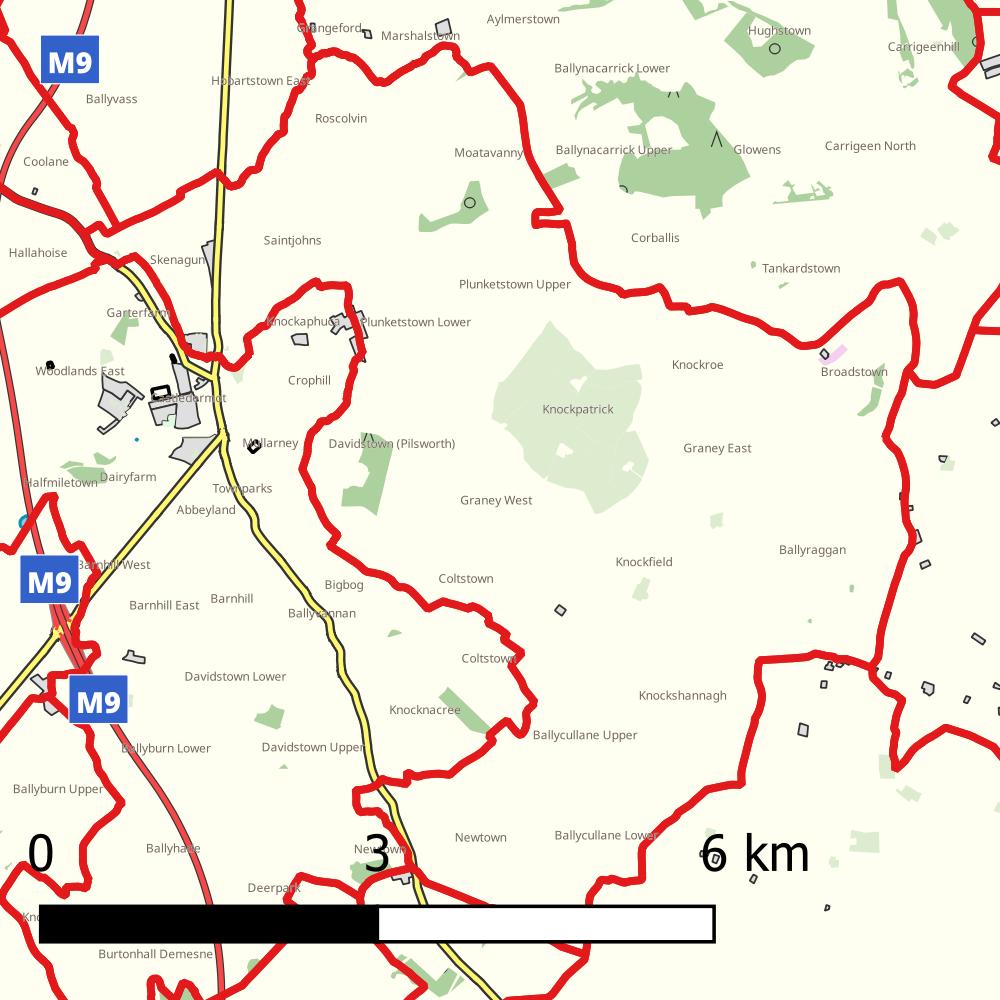 Grangeford
Marshalstown
Aylmerstown
Hughstown
Carrigeenhill
M9
Hobartstown East
Ballynacarrick Lower
Ballyvass
Roscolvin
Coolane
Moatavanny
Ballynacarrick Upper
Glowens
Carrigeen North
Hallahoise
Skenagun
Saintjohns
Corballis
Tankardstown
Plunketstown Upper
Garterfarm
Knockaphuca
Plunketstown Lower
Woodlands East
Crophill
Knockroe
Broadstown
Castledermot
Knockpatrick
Mullarney
Davidstown (Pilsworth)
Graney East
Halfmiletown
Dairyfarm
Townparks
Abbeyland
Graney West
Barnhill West
M9
Bigbog
Coltstown
Knockfield
Ballyraggan
Barnhill East
Barnhill
Ballyvannan
Coltstown
Davidstown Lower
M9
Knocknacree
Knockshannagh
Ballyburn Lower
Davidstown Upper
Ballycullane Upper
Ballyburn Upper
Ballyhade
Newtown
Newtown
Ballycullane Lower
0
3
6 km
Deerpark
Burtonhall Demesne